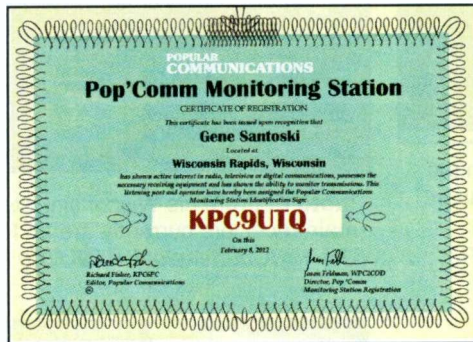 POPULAR
COMMUNICATIONS
Pop'Comm Monitoring Station
CERTIFICATE OF REGISTRATION
This certificate has been issued upon recognition that
Gene Santoski
Located at
Wisconsin Rapids, Wisconsin
has shown active interest in radio, television or digital communications, possesses the
necessary receiving equipment and has shown the ability to monitor transmissions. This
listening post and operator have hereby been assigned the Popular Communications
Monitoring Station Identification Sign:
KPC9UTQ
On this
February 8, 2012
Richard Fisher, KPC6PC
Editor, Popular Communications
Jason Feldman, WPC2COD
Director, Pop 'Comm
Monitoring Station Registration